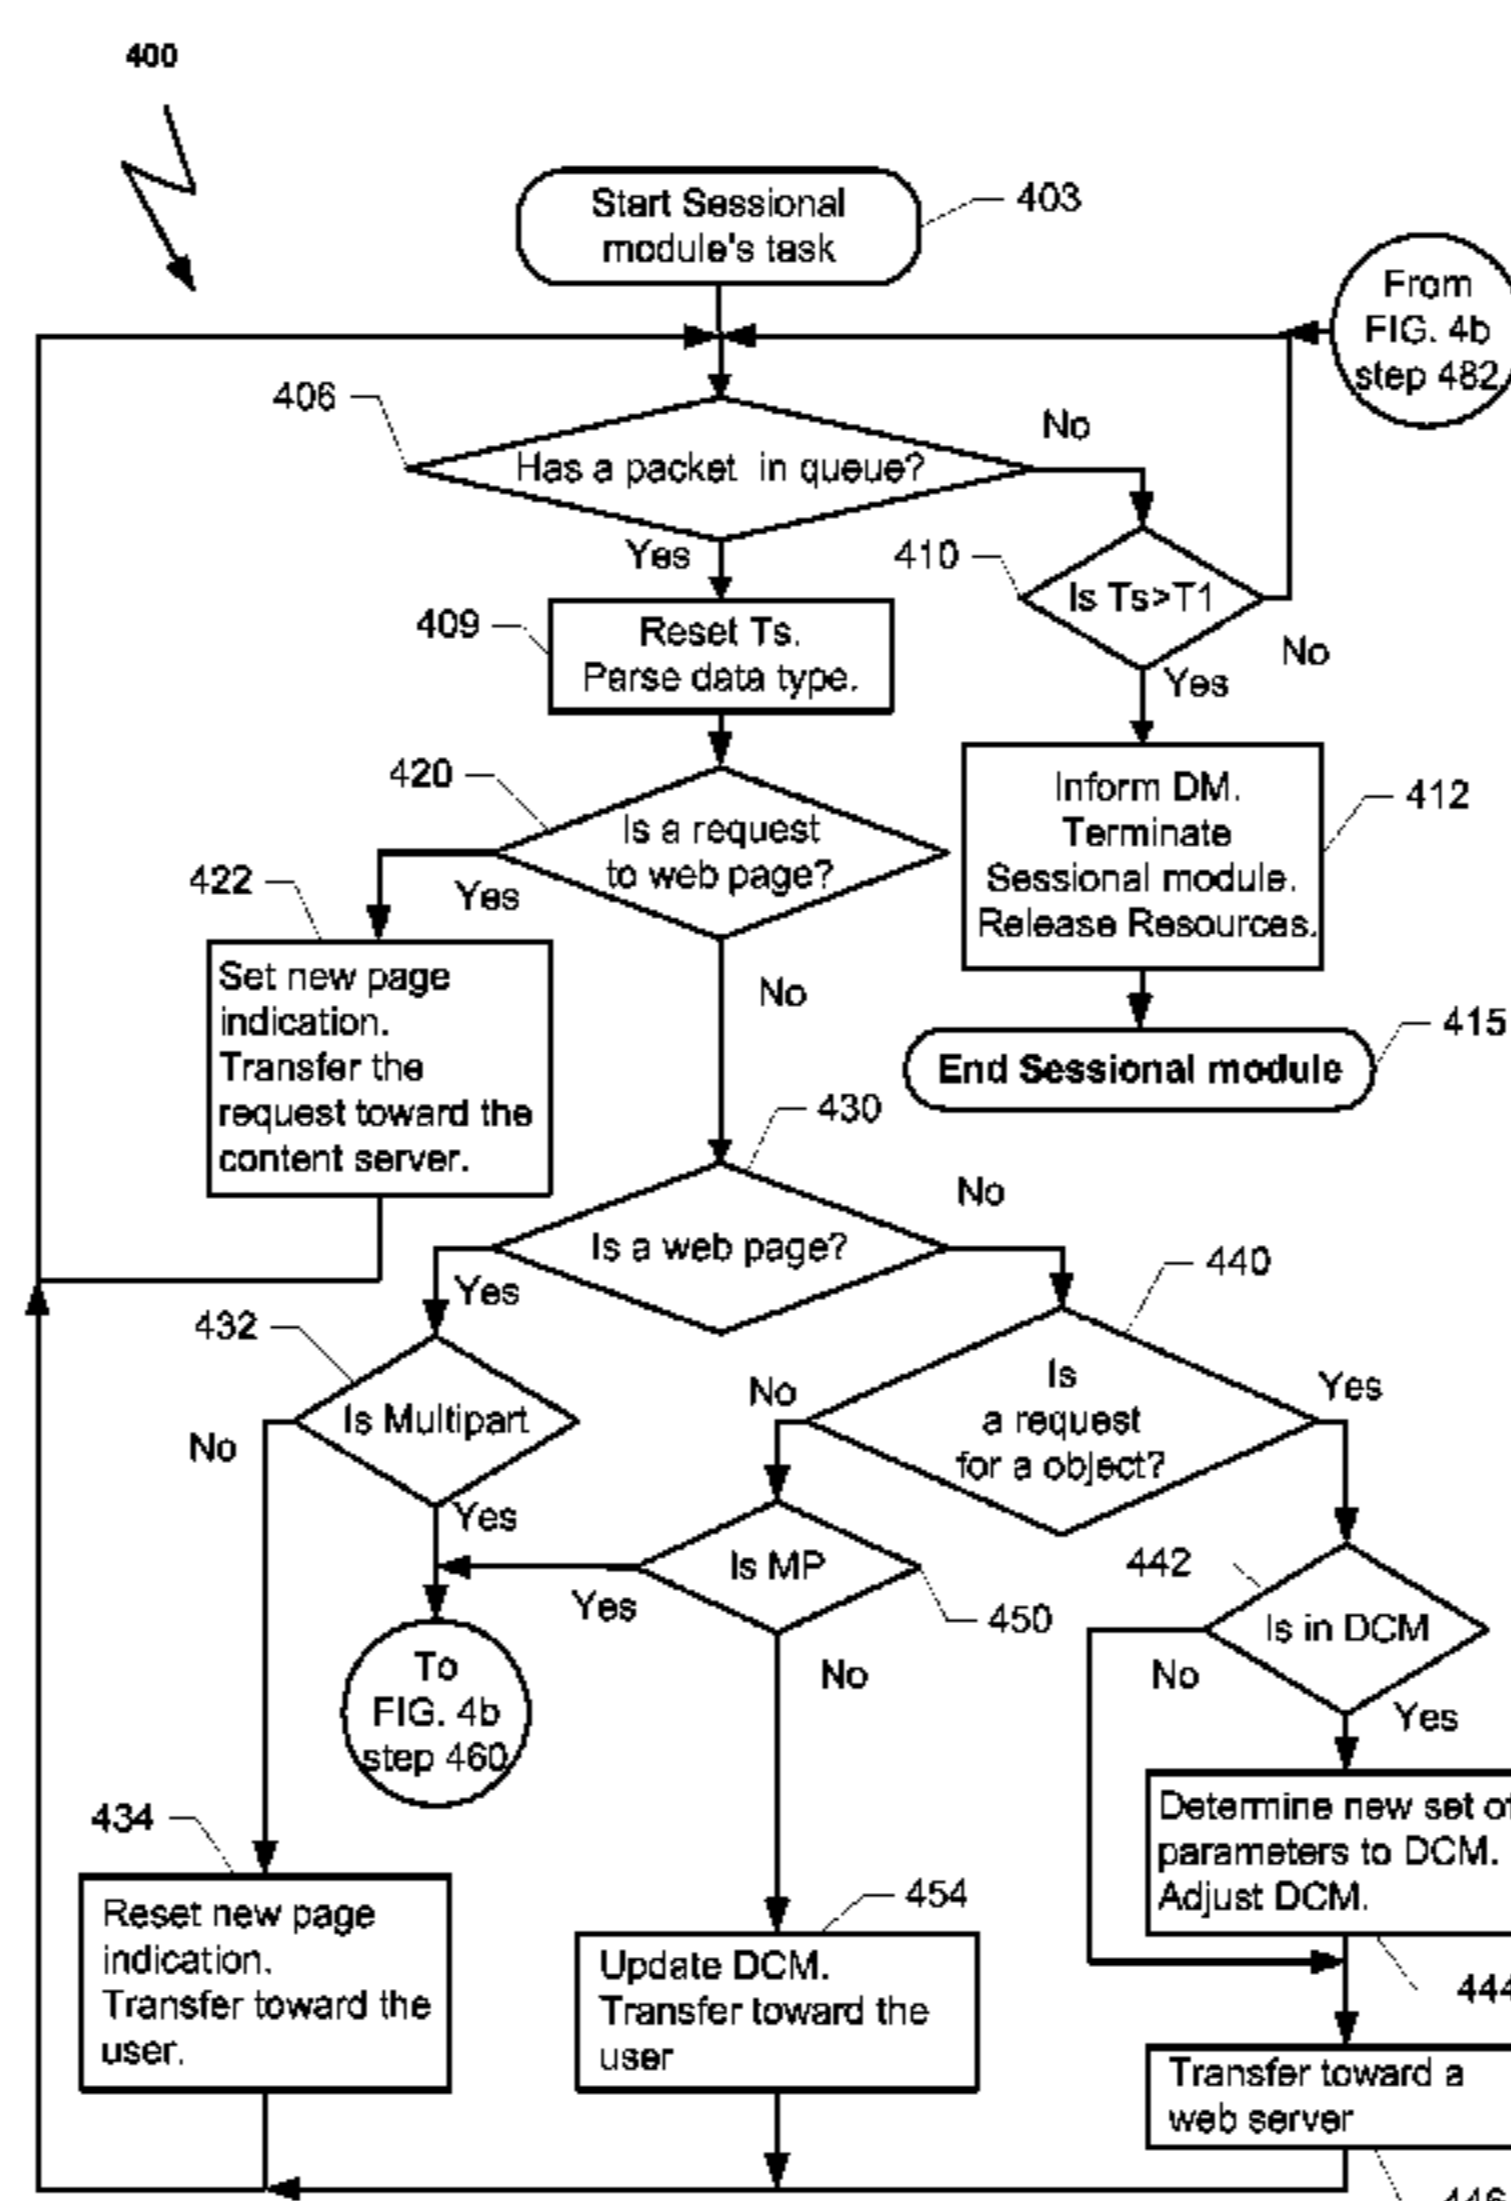 400
Start Sessional
module's task
403
From
FIG. 4b
step 482
406
Has a packet in queue?
No
Yes
410
Is Ts>T1
No
Yes
409
Reset Ts.
Parse data type.
420
Is a request
to web page?
Yes
No
412
Inform DM.
Terminate
Sessional module.
Release Resources.
422
Set new page
indication.
Transfer the
request toward the
content server.
415
End Sessional module
430
Is a web page?
No
Yes
440
Is
a request
for a object?
No
Yes
432
Is Multipart
No
Yes
Is MP
Yes
450
No
442
Is in DCM
No
Yes
To
FIG. 4b
step 460
434
Reset new page
indication.
Transfer toward the
user.
454
Update DCM.
Transfer toward the
user
Determine new set of
parameters to DCM.
Adjust DCM.
444
Transfer toward a
web server
446